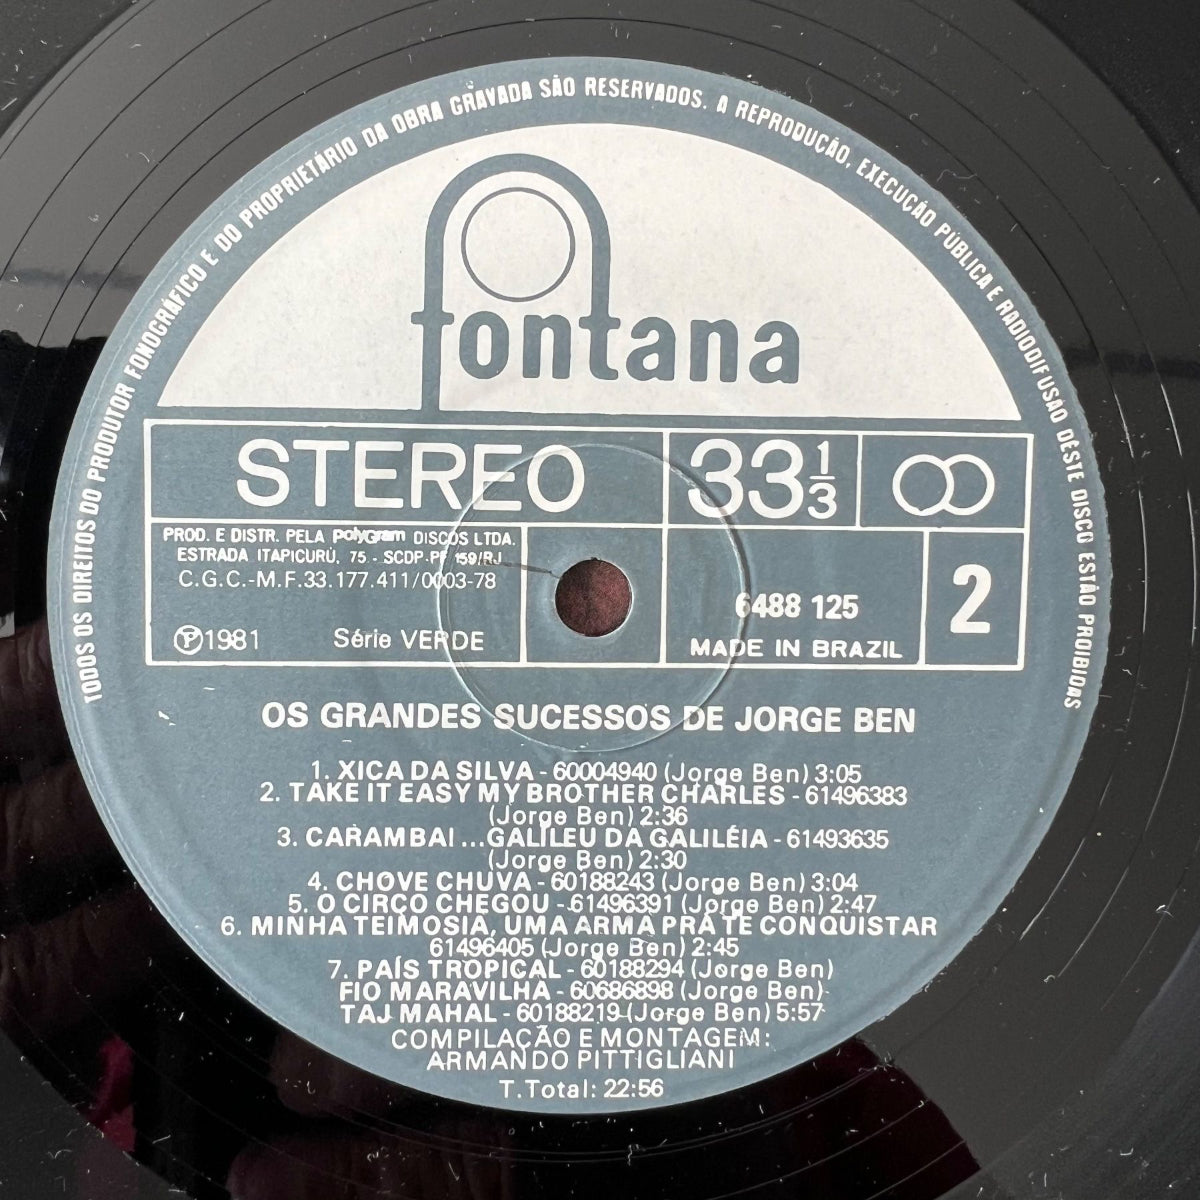 TODOS OS DIREITOS DO PRODUTOR FONOGRÁFICO E DO PROPRIETÁRIO DA OBRA GRAVADA SÃO RESERVADOS. A REPRODUÇÃO, EXECUÇÃO PÚBLICA E RADIODIFUSAO DÊSTE DISCO ESTÃO PROIBIDAS
fontana
STEREO
33 1/3
PROD. E DISTR. PELA PolyGram DISCOS LTDA.
ESTRADA ITAPICURÚ, 75 - SCDP-PF 159/RJ
C.G.C.-M.F.33.177.411/0003-78
Ⓟ1981 Série VERDE
6488 125
MADE IN BRAZIL
2
OS GRANDES SUCESSOS DE JORGE BEN
1. XICA DA SILVA - 60004940 (Jorge Ben) 3:05
2. TAKE IT EASY MY BROTHER CHARLES - 61496383
(Jorge Ben) 2:36
3. CARAMBAI ... GALILEU DA GALILÉIA - 61493635
(Jorge Ben) 2:30
4. CHOVE CHUVA - 60188243 (Jorge Ben) 3:04
5. O CIRCO CHEGOU - 61496391 (Jorge Ben) 2:47
6. MINHA TEIMOSIA, UMA ARMA PRA TE CONQUISTAR
61496405 (Jorge Ben) 2:45
7. PAÍS TROPICAL - 60188294 (Jorge Ben)
FIO MARAVILHA - 60686898 (Jorge Ben)
TAJ MAHAL - 60188219 (Jorge Ben) 5:57
COMPILAÇÃO E MONTAGEM:
ARMANDO PITTIGLIANI
T. Total: 22:56